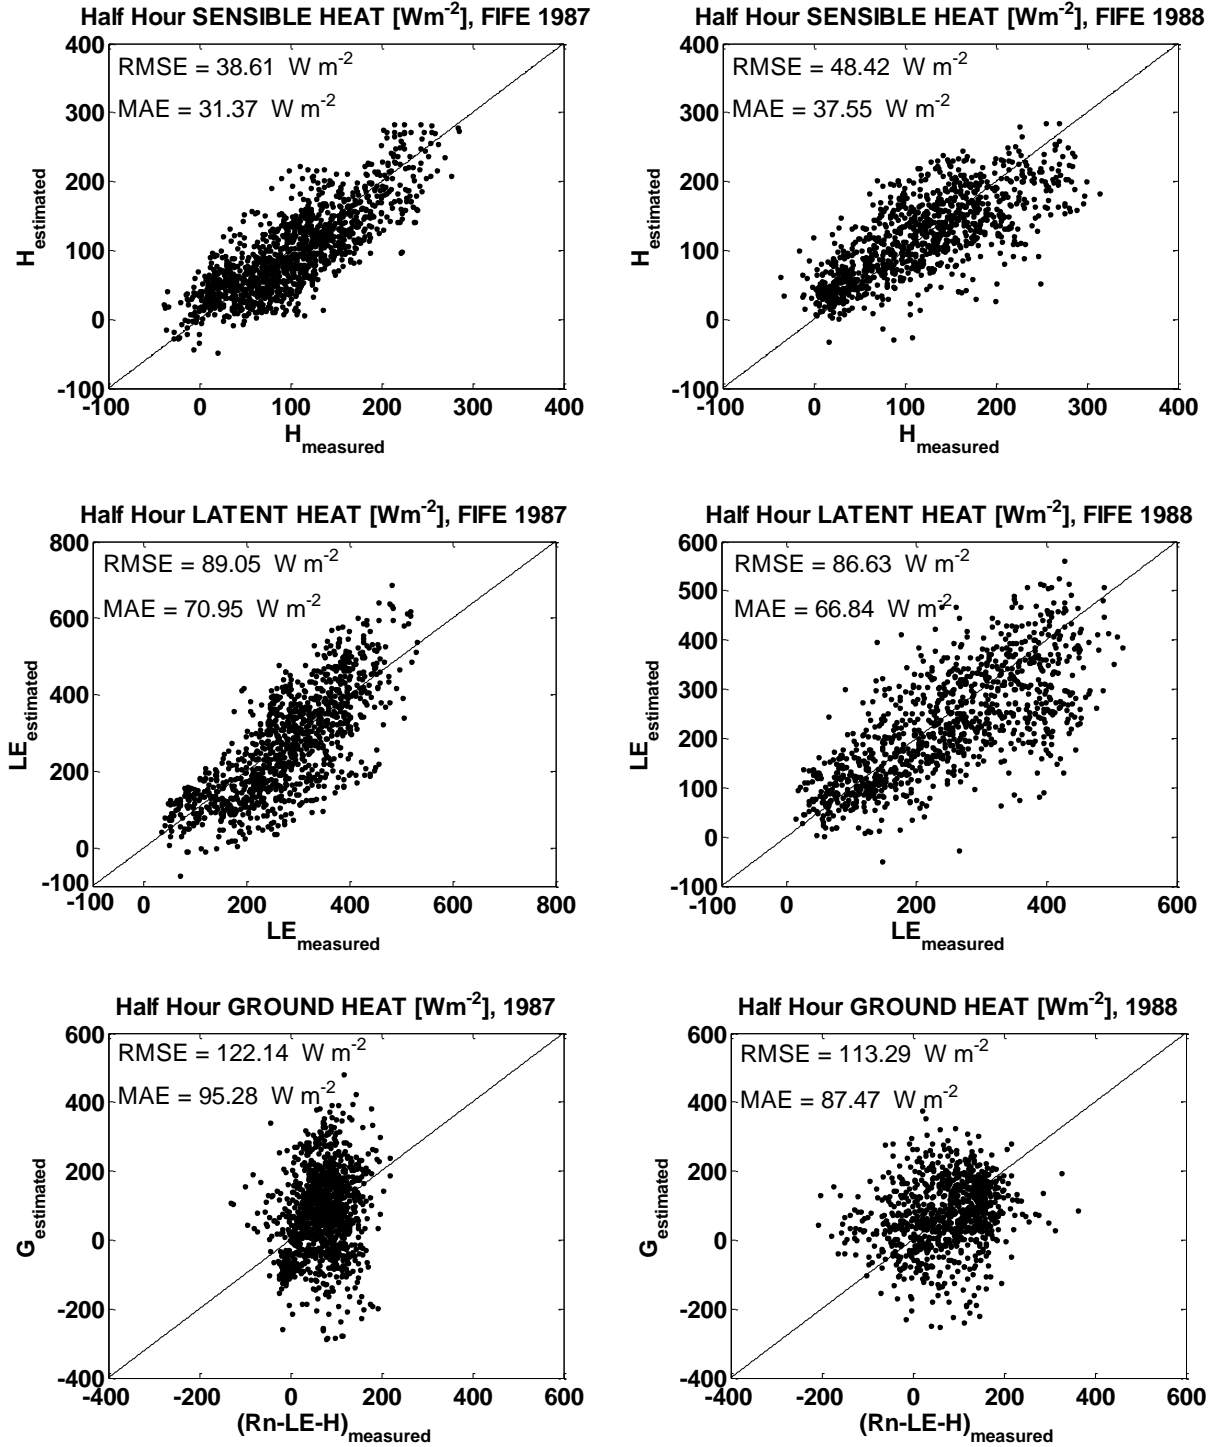 Half Hour SENSIBLE HEAT [Wm-2], FIFE 1987
RMSE = 38.61 W m-2
MAE = 31.37 W m-2
400
300
200
100
0
-100
Hestimated
-100 0 100 200 300 400
Hmeasured
Half Hour SENSIBLE HEAT [Wm-2], FIFE 1988
RMSE = 48.42 W m-2
MAE = 37.55 W m-2
400
300
200
100
0
-100
Hestimated
-100 0 100 200 300 400
Hmeasured
Half Hour LATENT HEAT [Wm-2], FIFE 1987
RMSE = 89.05 W m-2
MAE = 70.95 W m-2
800
600
400
200
0
-100
LEestimated
-100 0 200 400 600 800
LEmeasured
Half Hour LATENT HEAT [Wm-2], FIFE 1988
RMSE = 86.63 W m-2
MAE = 66.84 W m-2
600
500
400
300
200
100
0
-100
LEestimated
-100 0 200 400 600
LEmeasured
Half Hour GROUND HEAT [Wm-2], 1987
RMSE = 122.14 W m-2
MAE = 95.28 W m-2
600
400
200
0
-200
-400
Gestimated
-400 -200 0 200 400 600
(Rn-LE-H)measured
Half Hour GROUND HEAT [Wm-2], 1988
RMSE = 113.29 W m-2
MAE = 87.47 W m-2
600
400
200
0
-200
-400
Gestimated
-400 -200 0 200 400 600
(Rn-LE-H)measured